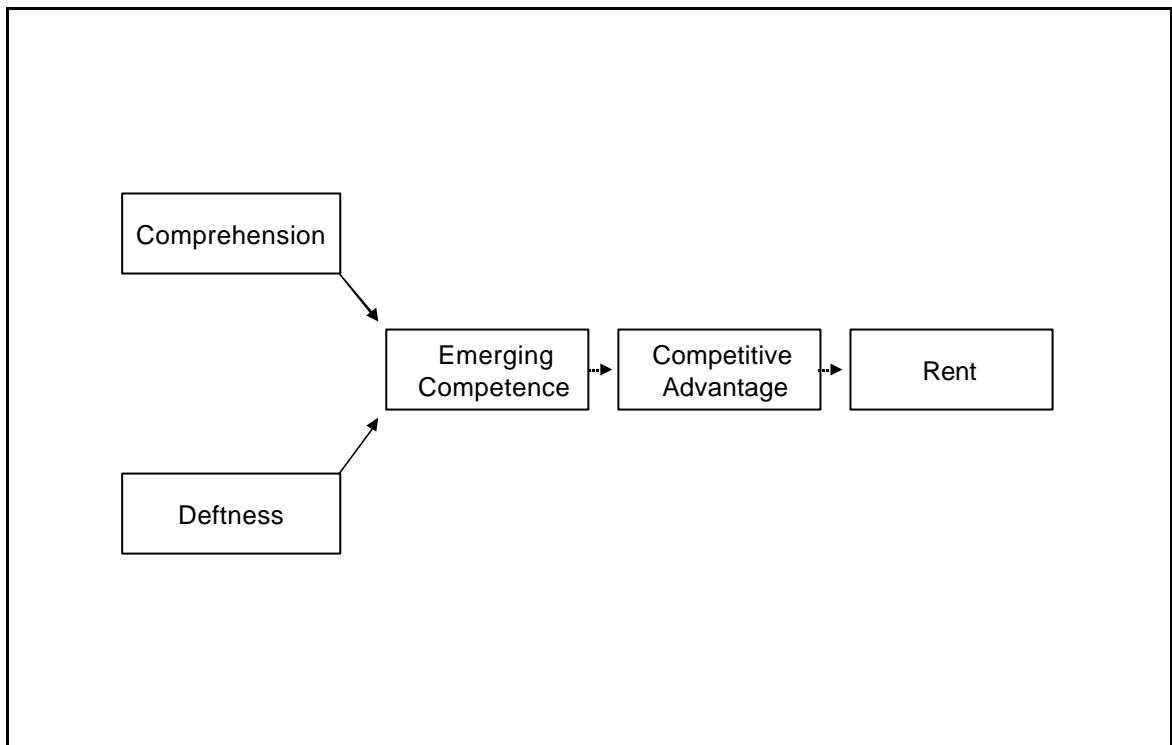 Comprehension
Emerging
Competence
Competitive
Advantage
Rent
Deftness